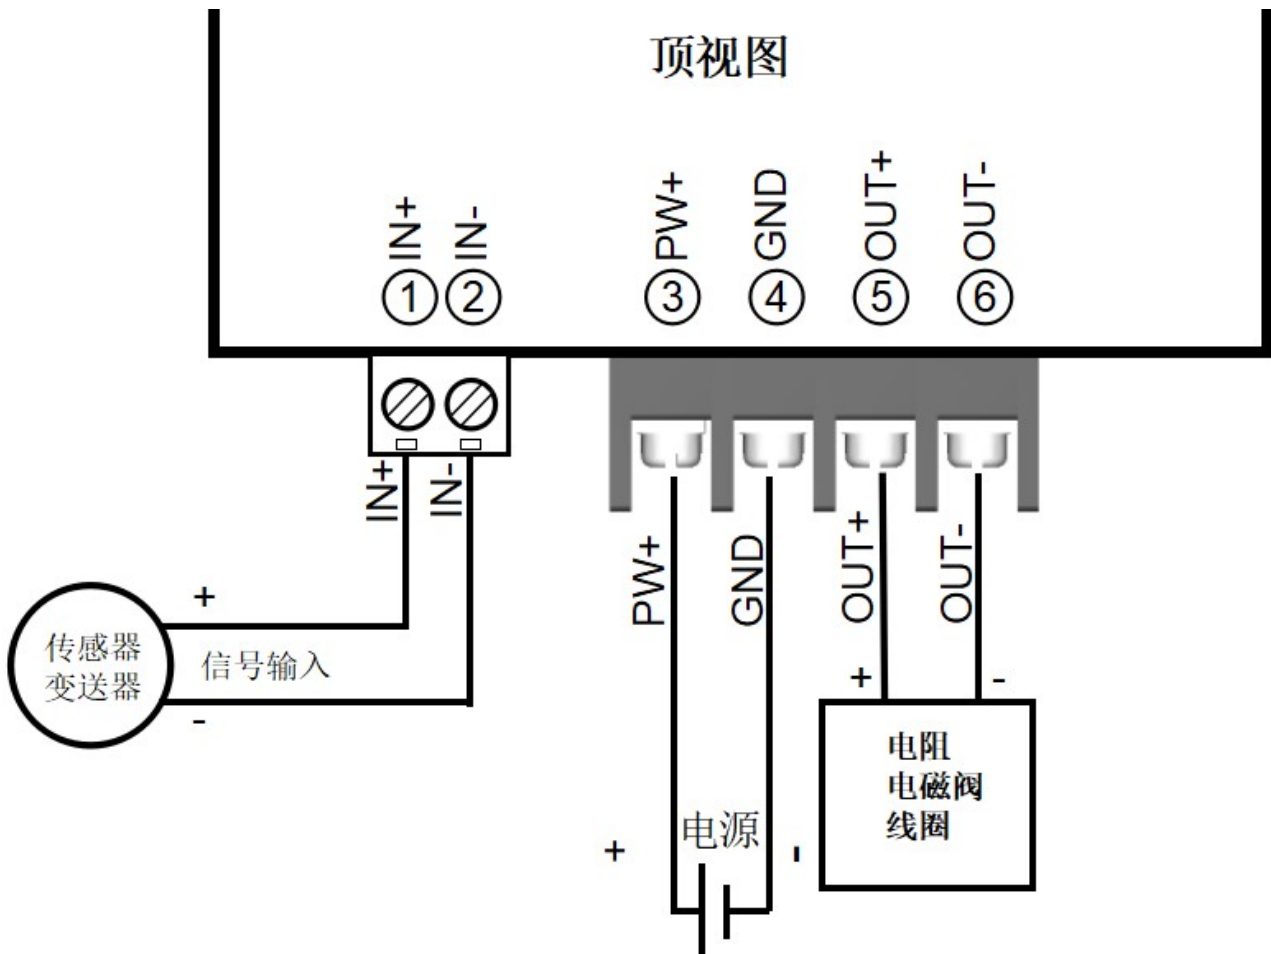 顶视图
IN+
IN-
PW+
GND
OUT+
OUT-
① ② ③ ④ ⑤ ⑥
IN+
IN-
PW+
GND
OUT+
OUT-
+
传感器
变送器
信号输入
-
+ -
电阻
电磁阀
线圈
+ 电源 -